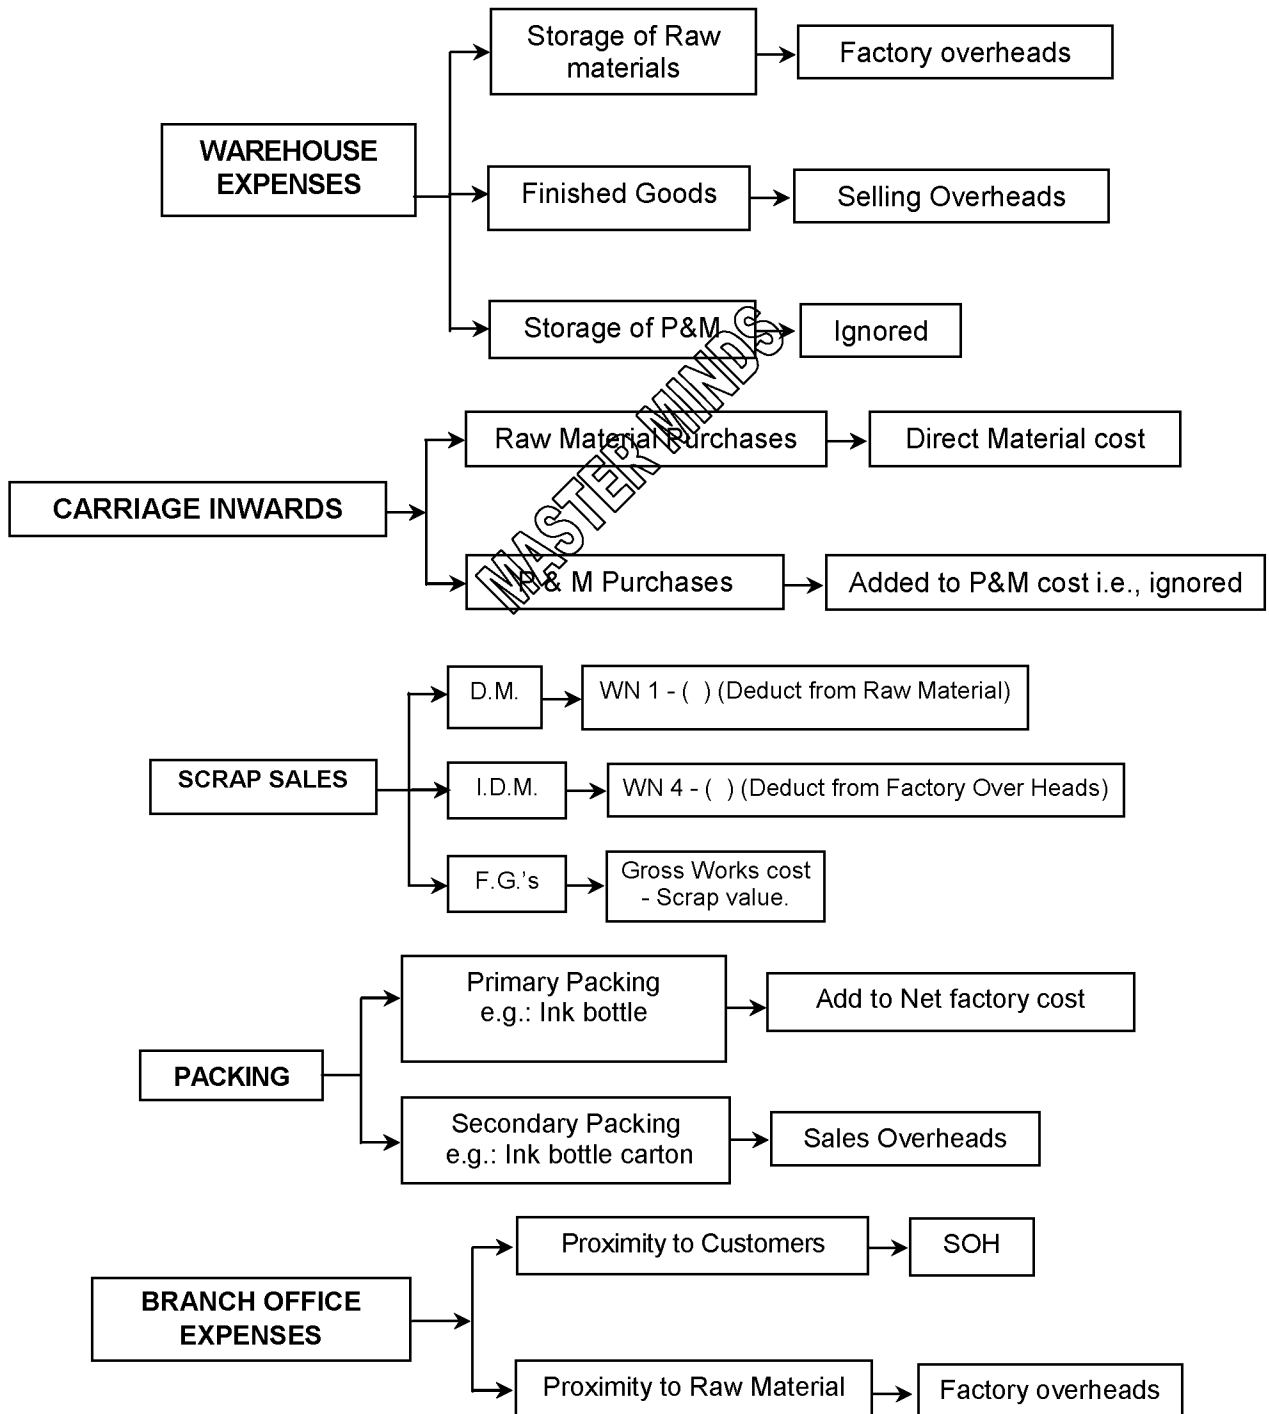 Storage of Raw
materials
Factory overheads
WAREHOUSE
EXPENSES
Finished Goods
Selling Overheads
Storage of P&M
Ignored
MASTER MINDS
Raw Material Purchases
Direct Material cost
CARRIAGE INWARDS
P & M Purchases
Added to P&M cost i.e., ignored
D.M.
WN 1 - (  ) (Deduct from Raw Material)
SCRAP SALES
I.D.M.
WN 4 - (  ) (Deduct from Factory Over Heads)
F.G.'s
Gross Works cost
- Scrap value.
Primary Packing
e.g.: Ink bottle
Add to Net factory cost
PACKING
Secondary Packing
e.g.: Ink bottle carton
Sales Overheads
Proximity to Customers
SOH
BRANCH OFFICE
EXPENSES
Proximity to Raw Material
Factory overheads